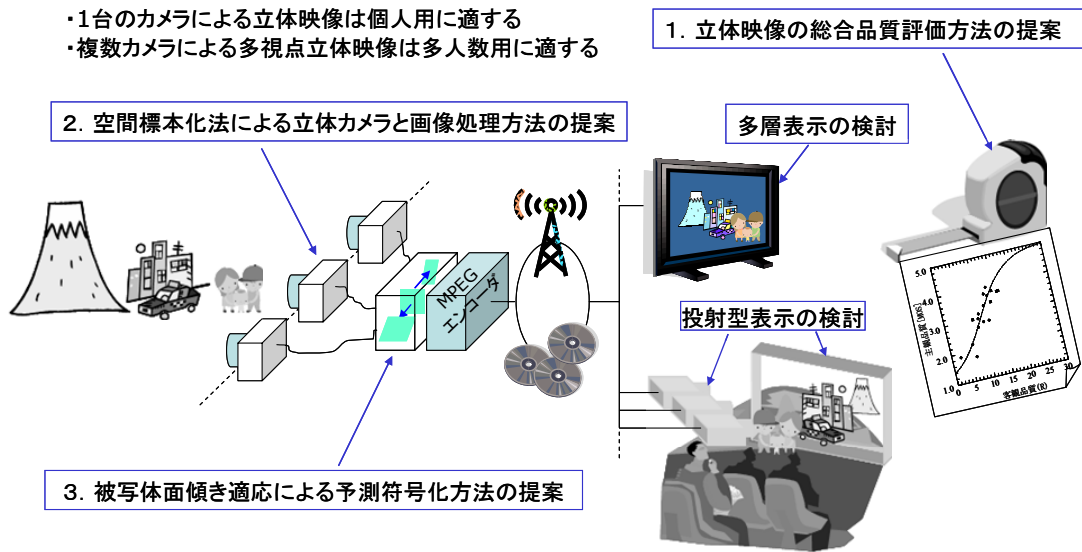 ・1台のカメラによる立体映像は個人用に適する
・複数カメラによる多視点立体映像は多人数用に適する
1．立体映像の総合品質評価方法の提案
2．空間標本化法による立体カメラと画像処理方法の提案
多層表示の検討
MPEG
エンコーダ
投射型表示の検討
主観品質(MOS)
5.0
4.0
3.0
2.0
1.0
0 5 10 15 20 25 30
客観品質(R)
3．被写体面傾き適応による予測符号化方法の提案